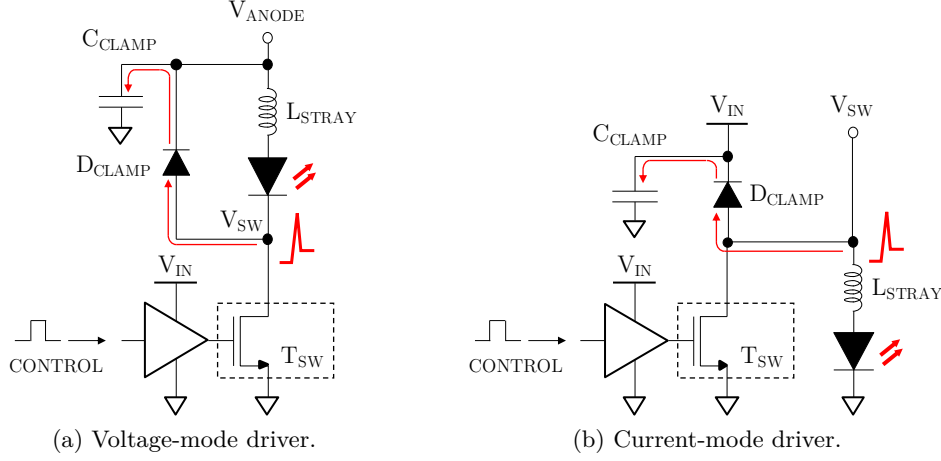 V_ANODE
C_CLAMP
L_STRAY
D_CLAMP
V_SW
V_IN
CONTROL
T_SW
(a) Voltage-mode driver.
V_IN
V_SW
C_CLAMP
D_CLAMP
V_IN
L_STRAY
CONTROL
T_SW
(b) Current-mode driver.